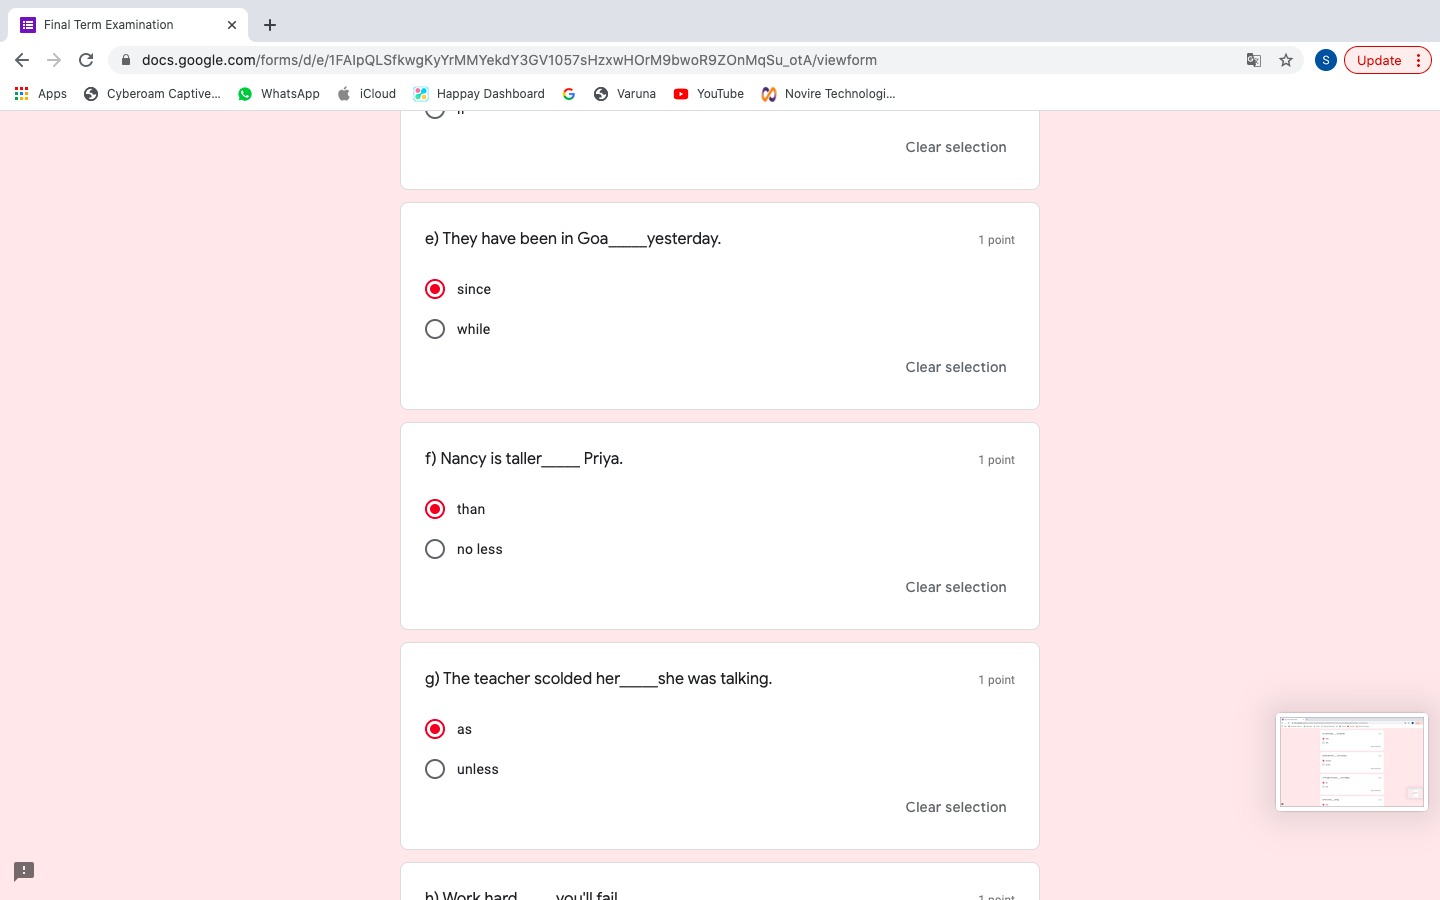 Final Term Examination
docs.google.com/forms/d/e/1FAIpQLSfkwgKyYrMMYekdY3GV1057sHzxwHOrM9bwoR9ZOnMqSu_otA/viewform
S
Update
Apps
Cyberoam Captive...
WhatsApp
iCloud
Happay Dashboard
Varuna
YouTube
Novire Technologi...
Clear selection
e) They have been in Goa_____yesterday.
1 point
since
while
Clear selection
f) Nancy is taller_____ Priya.
1 point
than
no less
Clear selection
g) The teacher scolded her_____she was talking.
1 point
as
unless
Clear selection
h) Work hard_____you'll fail.
1 point